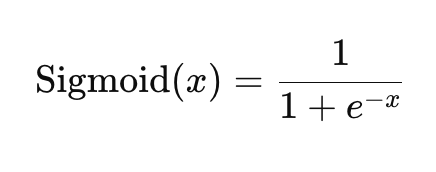 Sigmoid(x) = 1 / (1 + e^{-x})